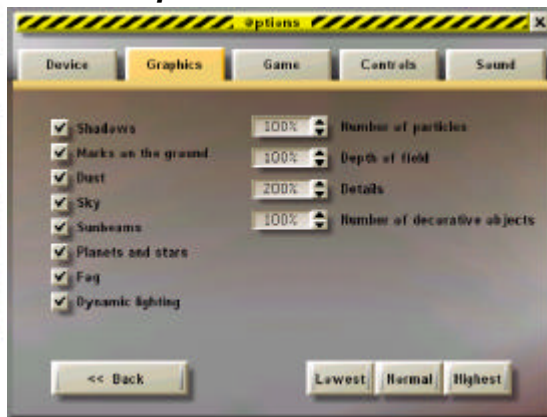 Options X
Device Graphics Game Controls Sound
Shadows 100% Number of particles
Marks on the ground 100% Depth of field
Dust 200% Details
Sky 100% Number of decorative objects
Sunbeams
Planets and stars
Fog
Dynamic lighting
<< Back Lowest Normal Highest